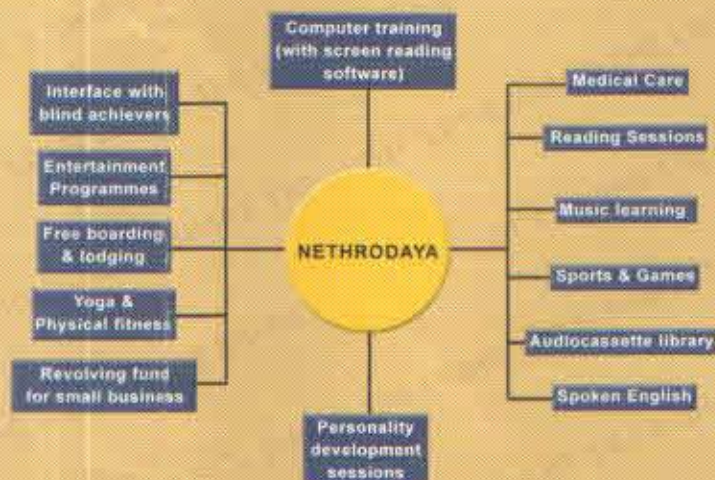 Computer training
(with screen reading
software)
Interface with
blind achievers
Entertainment
Programmes
Free boarding
& lodging
Yoga &
Physical fitness
Revolving fund
for small business
NETHRODAYA
Medical Care
Reading Sessions
Music learning
Sports & Games
Audiocassette library
Spoken English
Personality
development
sessions